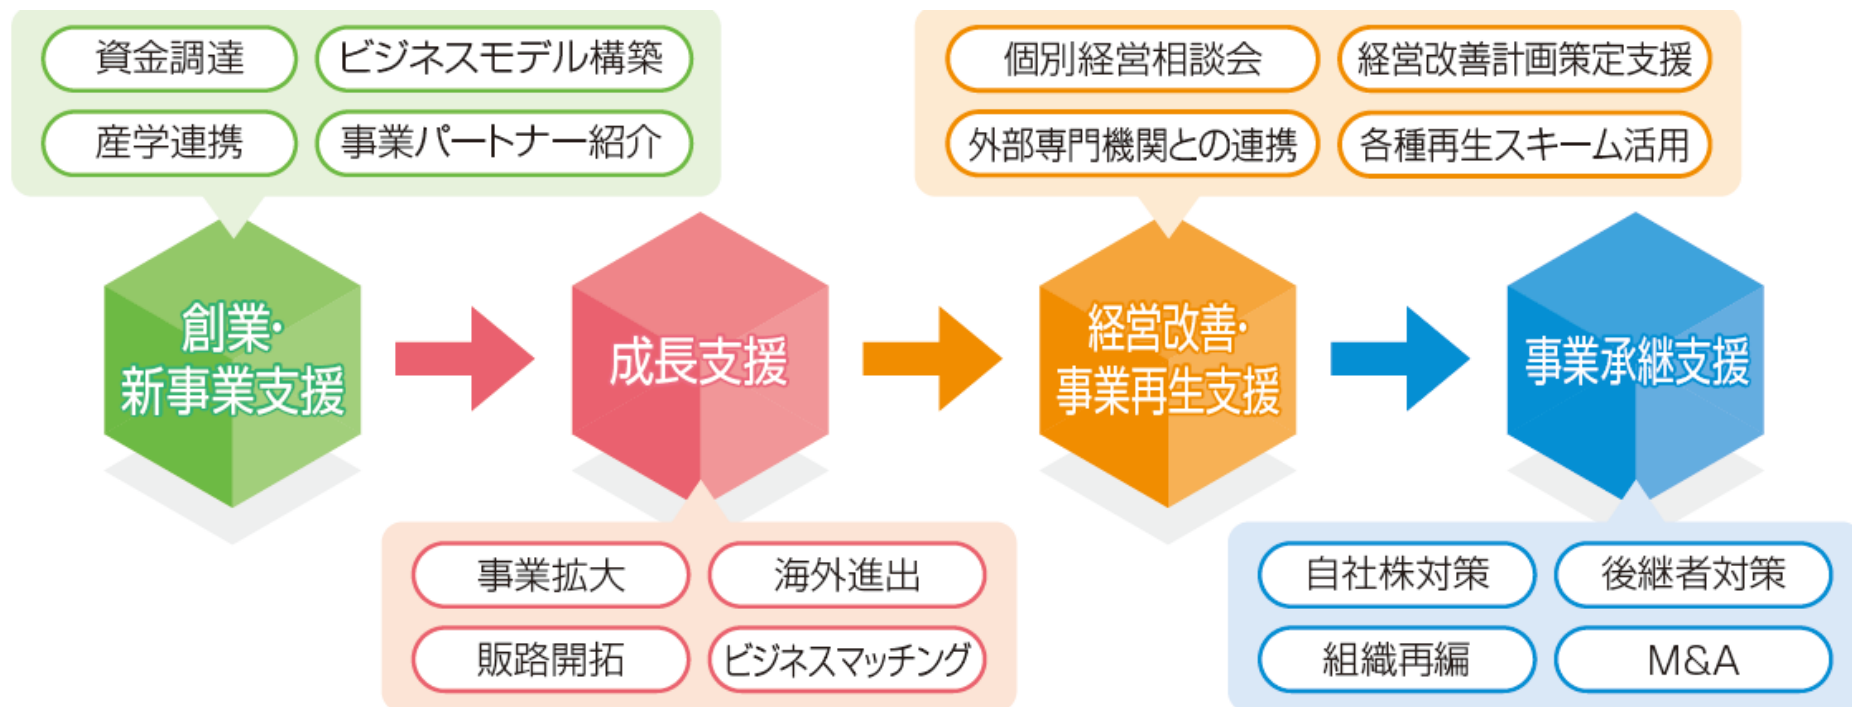 資金調達
ビジネスモデル構築
産学連携
事業パートナー紹介
個別経営相談会
経営改善計画策定支援
外部専門機関との連携
各種再生スキーム活用
創業・
新事業支援
成長支援
経営改善・
事業再生支援
事業承継支援
事業拡大
海外進出
販路開拓
ビジネスマッチング
自社株対策
後継者対策
組織再編
M&A